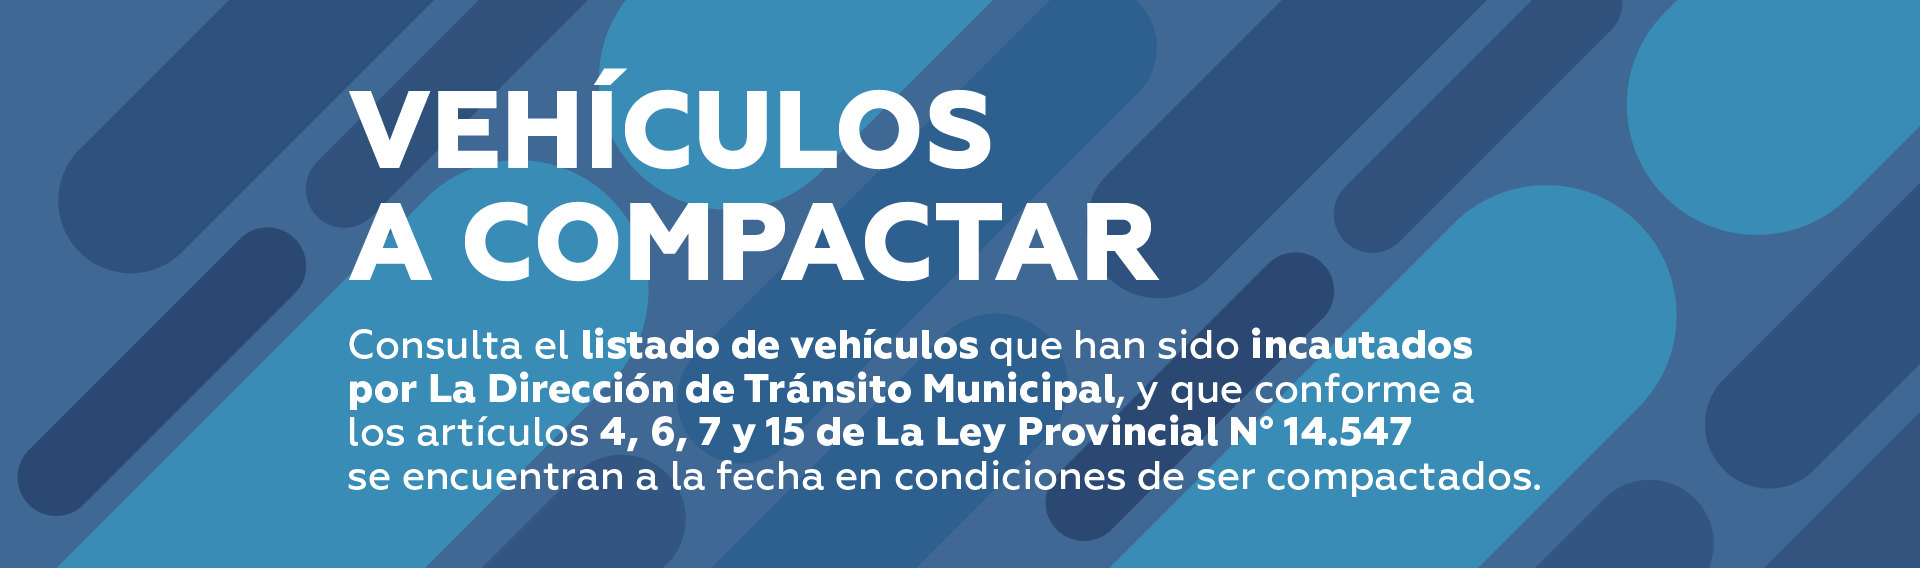 VEHÍCULOS
A COMPACTAR
Consulta el listado de vehículos que han sido incautados
por La Dirección de Tránsito Municipal, y que conforme a
los artículos 4, 6, 7 y 15 de La Ley Provincial N° 14.547
se encuentran a la fecha en condiciones de ser compactados.